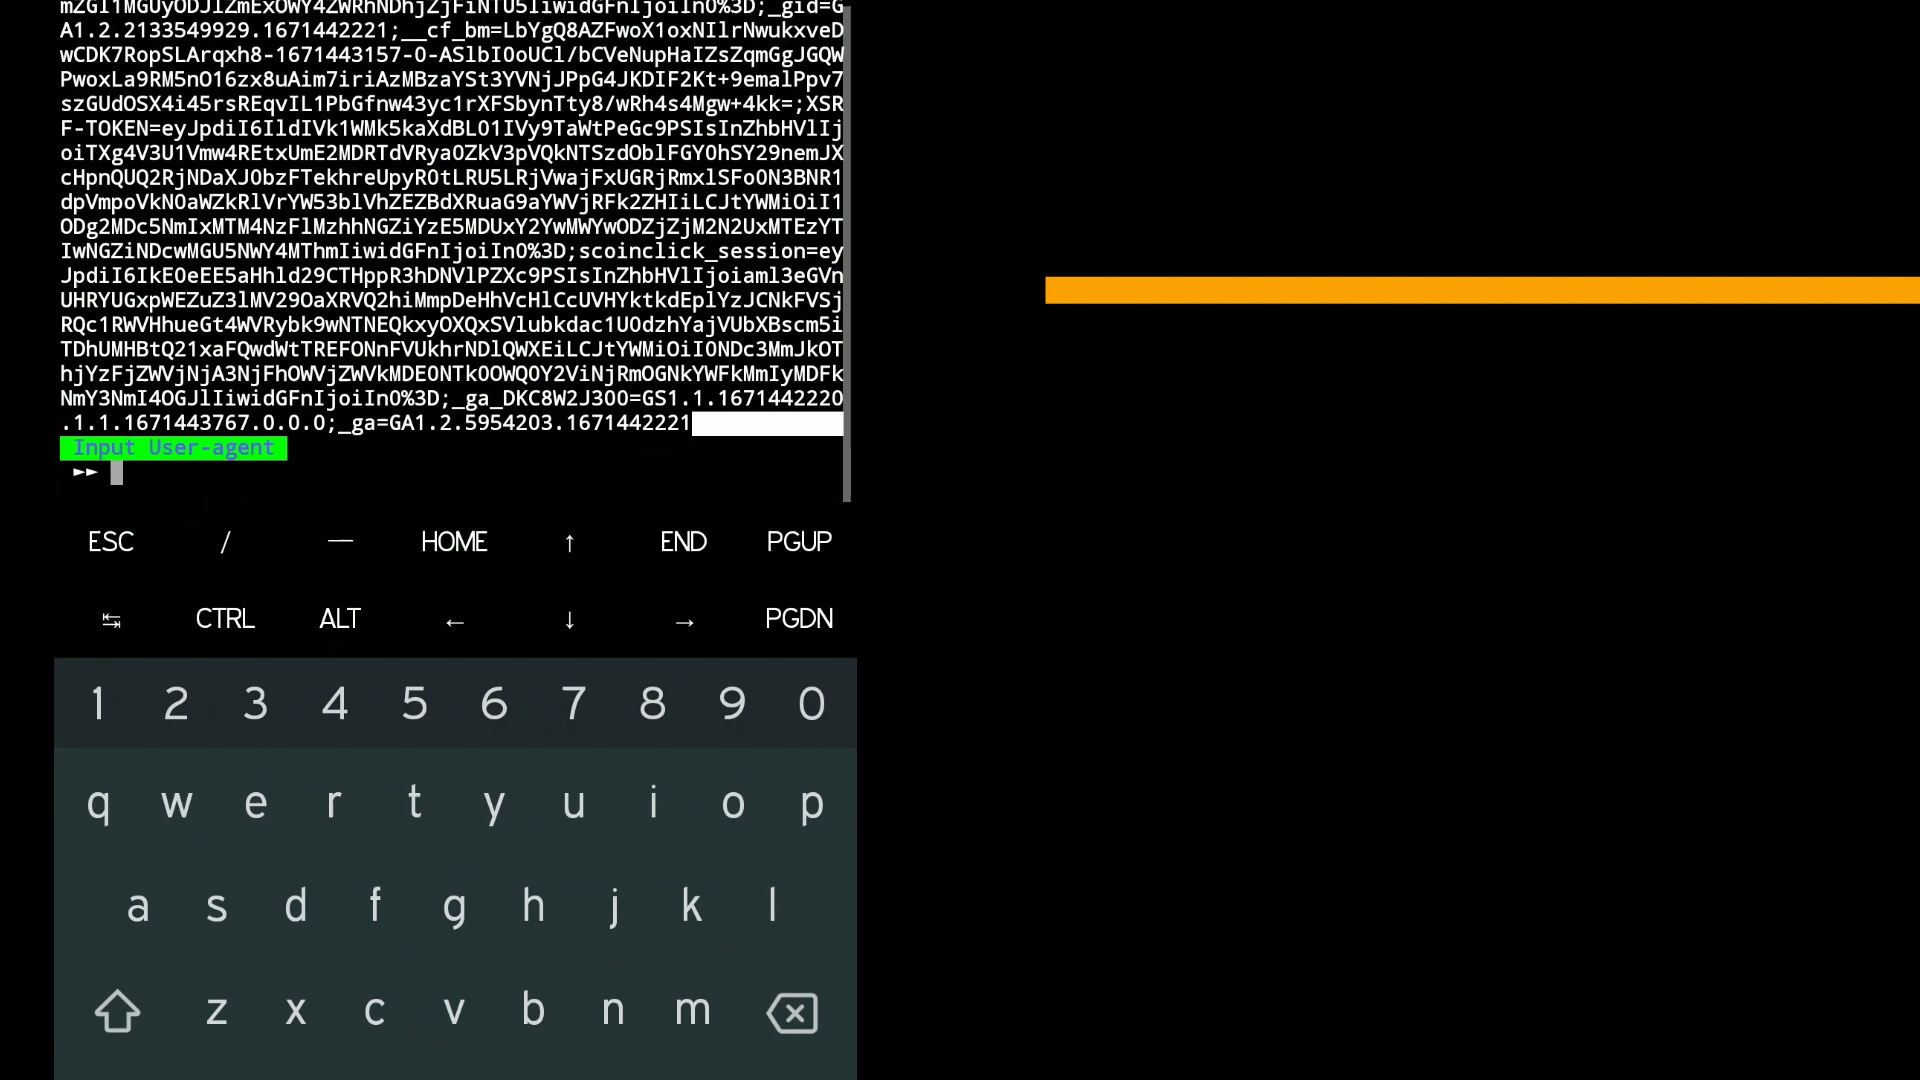 mZGI1MGUyODJlZmExOWY4ZWRhNDhjZjFiNTU5IiwidGFnIjoiIn0%3D;_gid=G
A1.2.2133549929.1671442221;__cf_bm=LbYgQ8AZFwoX1oxNIlrNwukxveD
wCDK7RopSLArqxh8-1671443157-0-ASlbI0oUCl/bCVeNupHaIZsZqmGgJGQW
PwoxLa9RM5nO16zx8uAim7iriAzMBzaYSt3YVNjJPpG4JKDIF2Kt+9emalPpv7
szGUdOSX4i45rsREqvIL1PbGfnw43yc1rXFSbynTty8/wRh4s4Mgw+4kk=;XSR
F-TOKEN=eyJpdiI6IldIVk1WMk5kaXdBL01IVy9TaWtPeGc9PSIsInZhbHVlIj
oiTXg4V3U1Vmw4REtxUmE2MDRTdVRya0ZkV3pVQkNTSzdOblFGY0hSY29nemJX
cHpnQUQ2RjNDaXJ0bzFTekhreUpyR0tLRU5LRjVwajFxUGRjRmxlSFo0N3BNR1
dpVmpoVkN0aWZkRlVrYW53blVhZEZBdXRuaG9aYWVjRFk2ZHIiLCJtYWMiOiI1
ODg2MDc5NmIxMTM4NzFlMzhhNGZiYzE5MDUxY2YwMWYwODZjZjM2N2UxMTEzYT
IwNGZiNDcwMGU5NWY4MThmIiwidGFnIjoiIn0%3D;scoinclick_session=ey
JpdiI6IkE0eEE5aHhld29CTHppR3hDNVlPZXc9PSIsInZhbHVlIjoiaml3eGVn
UHRYUGxpWEZuZ3lMV29OaXRVQ2hiMmpDeHhVcHlCcUVHYktkdEplYzJCNkFVSj
RQc1RWVHhueGt4WVRybk9wNTNEQkxyOXQxSVlubkdac1U0dzhYajVUbXBscm5i
TDhUMHBtQ21xaFQwdWtTREFONnFVUkhrNDlQWXEiLCJtYWMiOiI0NDc3MmJkOT
hjYzFjZWVjNjA3NjFhOWVjZWVkMDE0NTk0OWQ0Y2ViNjRmOGNkYWFkMmIyMDFk
NmY3NmI4OGJlIiwidGFnIjoiIn0%3D;_ga_DKC8W2J300=GS1.1.1671442220
.1.1.1671443767.0.0.0;_ga=GA1.2.5954203.1671442221
Input User-agent
►►
ESC / — HOME ↑ END PGUP
↹ CTRL ALT ← ↓ → PGDN
1 2 3 4 5 6 7 8 9 0
q w e r t y u i o p
a s d f g h j k l
z x c v b n m